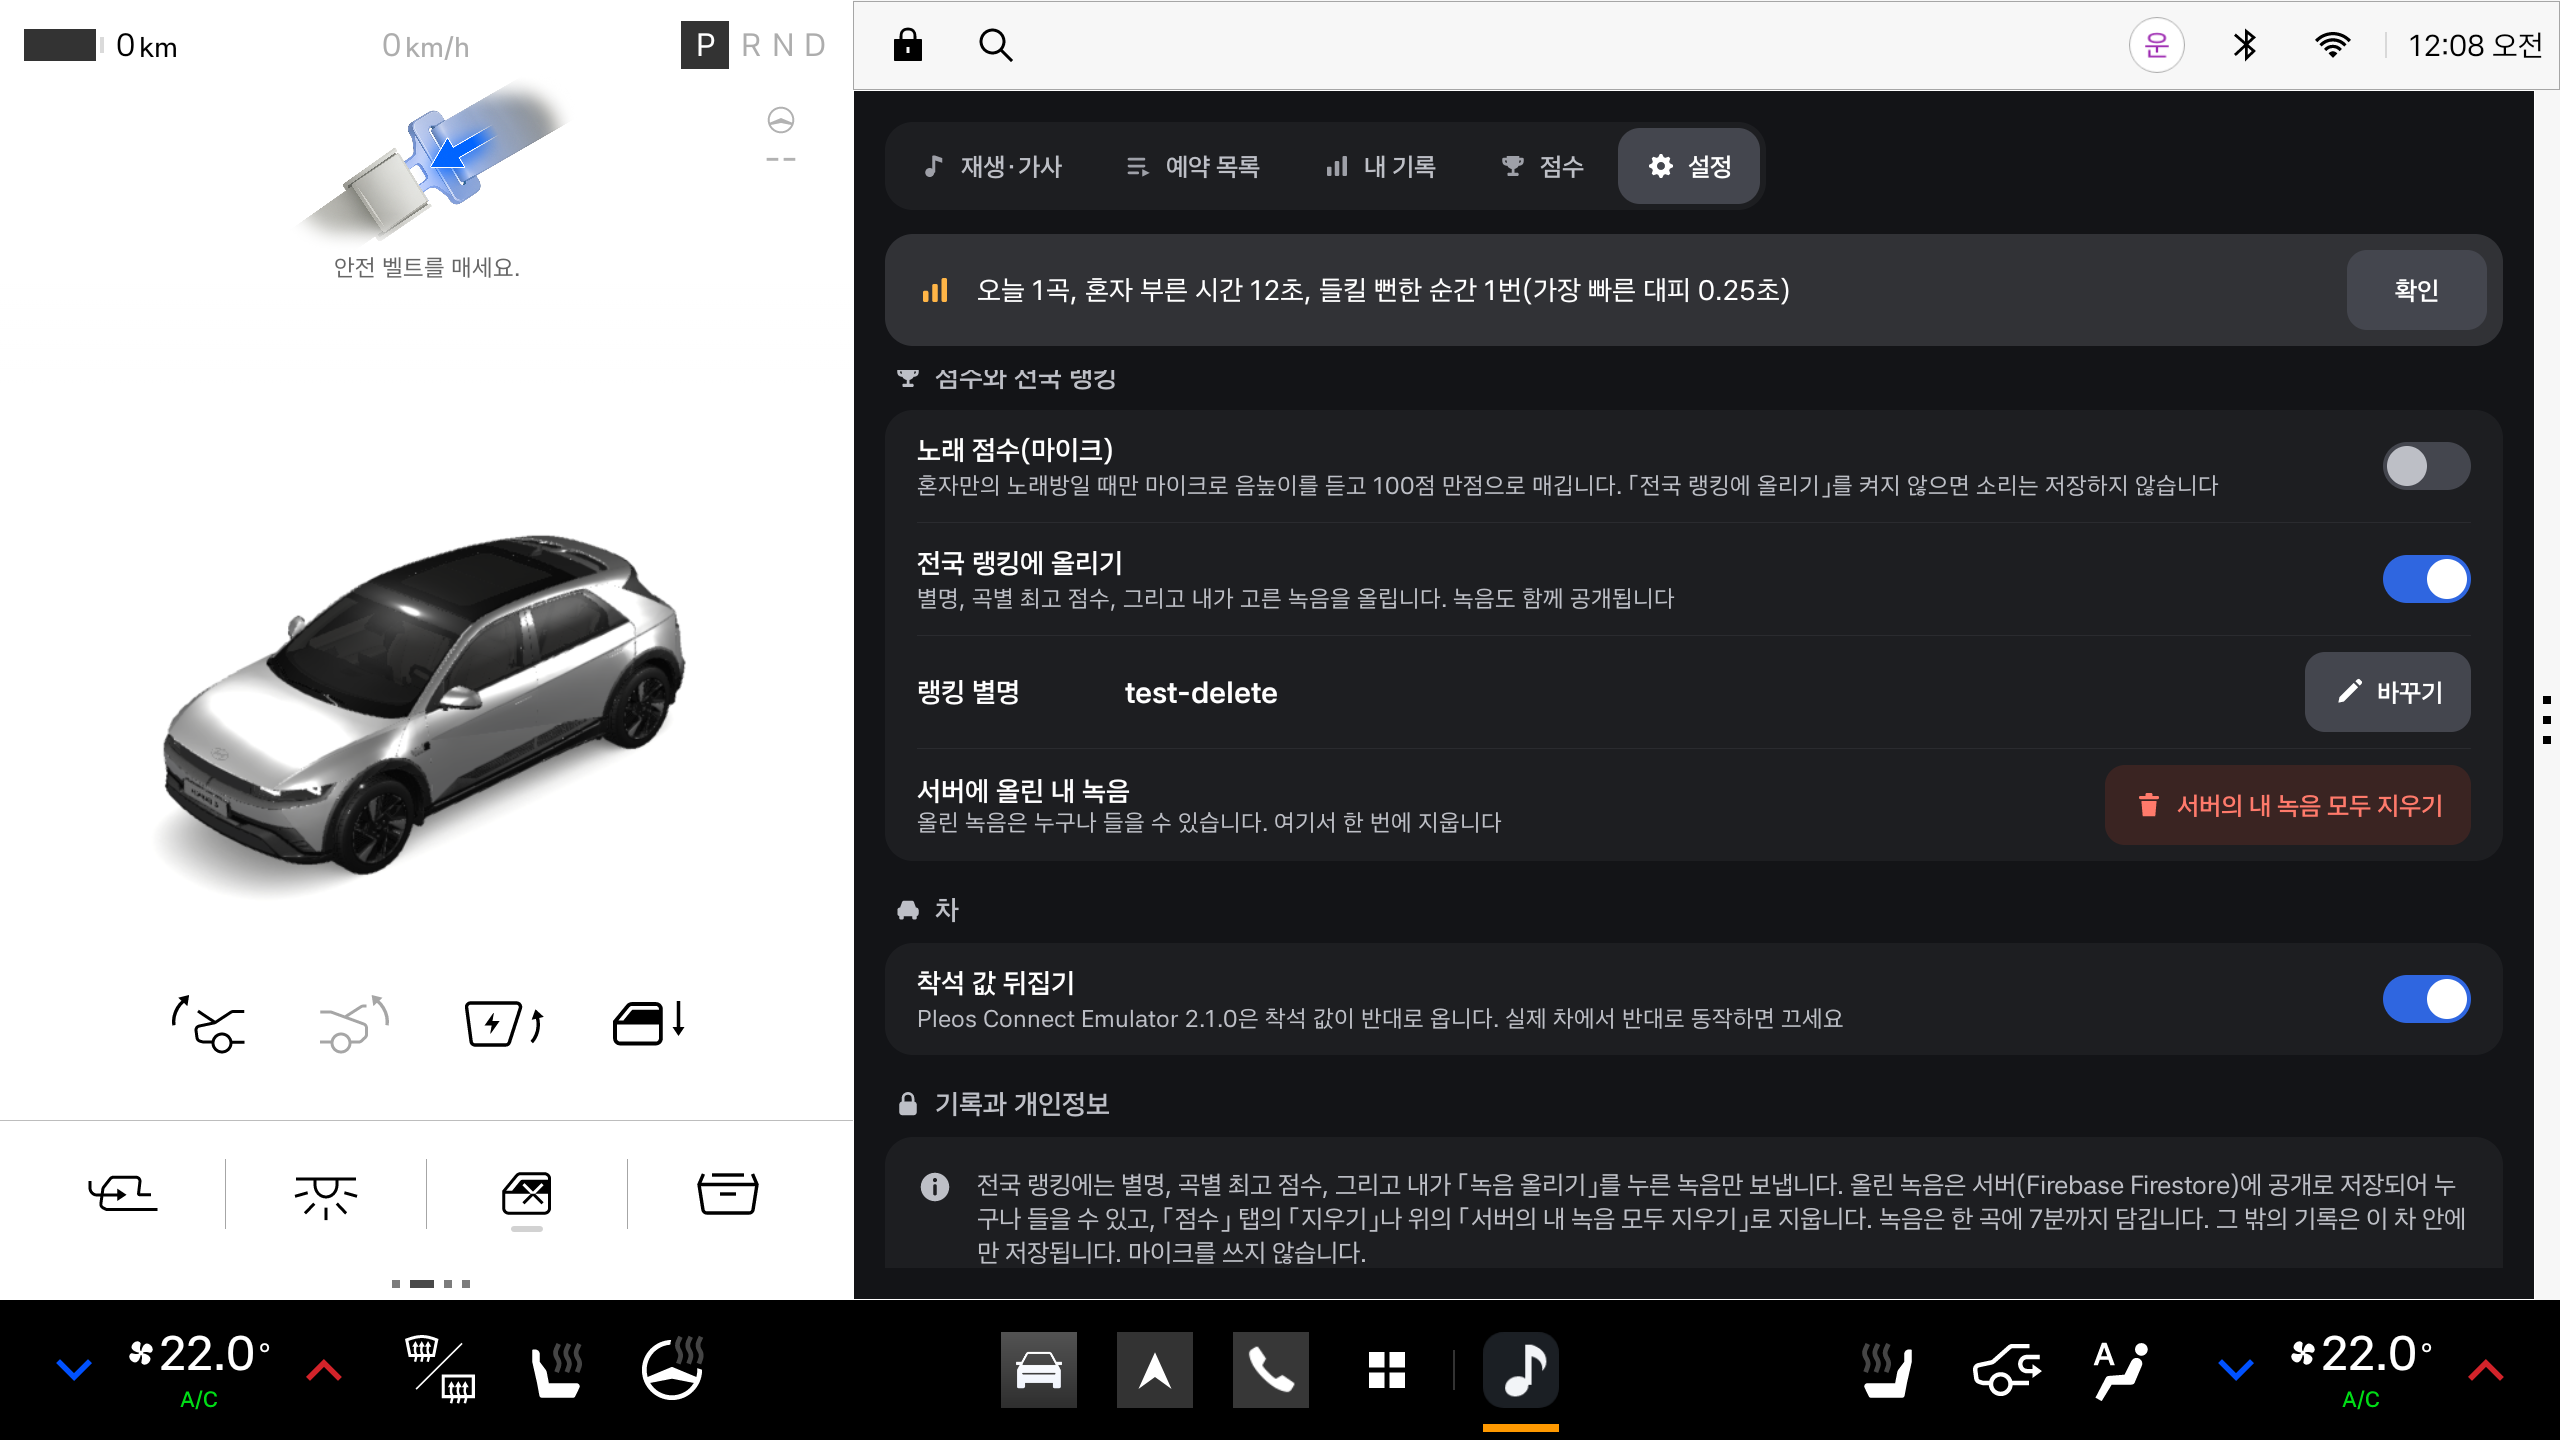 0 km
0 km/h
P R N D
운
12:08 오전
안전 벨트를 매세요.
재생·가사
예약 목록
내 기록
점수
설정
오늘 1곡, 혼자 부른 시간 12초, 들킬 뻔한 순간 1번(가장 빠른 대피 0.25초)
확인
점수와 전국 랭킹
노래 점수(마이크)
혼자만의 노래방일 때만 마이크로 음높이를 듣고 100점 만점으로 매깁니다. 「전국 랭킹에 올리기」를 켜지 않으면 소리는 저장하지 않습니다
전국 랭킹에 올리기
별명, 곡별 최고 점수, 그리고 내가 고른 녹음을 올립니다. 녹음도 함께 공개됩니다
랭킹 별명
test-delete
바꾸기
서버에 올린 내 녹음
올린 녹음은 누구나 들을 수 있습니다. 여기서 한 번에 지웁니다
서버의 내 녹음 모두 지우기
차
착석 값 뒤집기
Pleos Connect Emulator 2.1.0은 착석 값이 반대로 옵니다. 실제 차에서 반대로 동작하면 끄세요
기록과 개인정보
전국 랭킹에는 별명, 곡별 최고 점수, 그리고 내가 「녹음 올리기」를 누른 녹음만 보냅니다. 올린 녹음은 서버(Firebase Firestore)에 공개로 저장되어 누
구나 들을 수 있고, 「점수」 탭의 「지우기」나 위의 「서버의 내 녹음 모두 지우기」로 지웁니다. 녹음은 한 곡에 7분까지 담깁니다. 그 밖의 기록은 이 차 안에
만 저장됩니다. 마이크를 쓰지 않습니다.
22.0°
A/C
A
22.0°
A/C